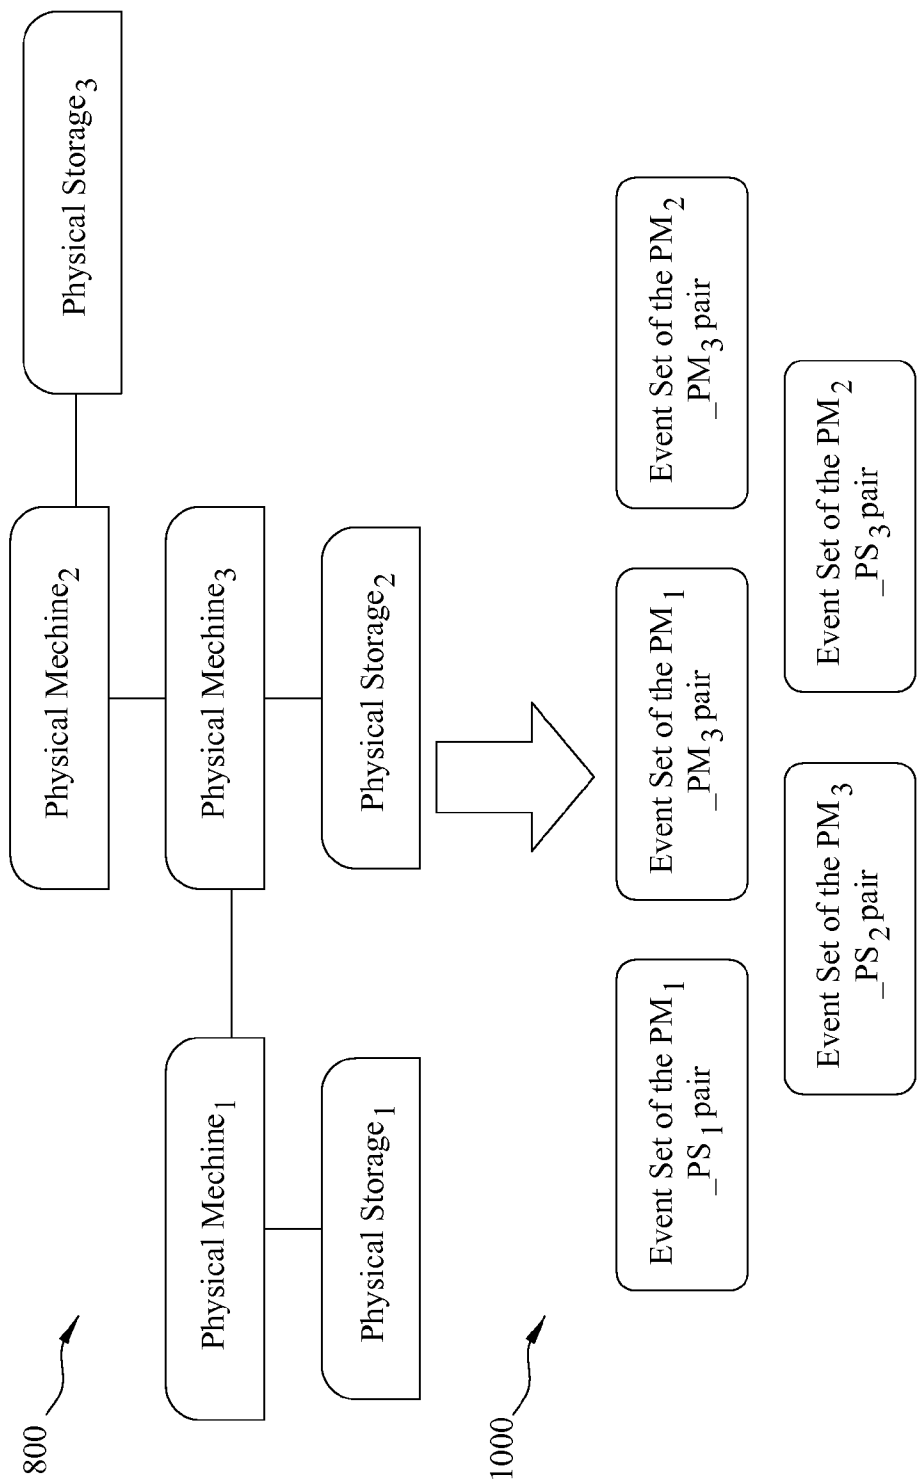 800
Physical Mechine2
Physical Storage3
Physical Mechine1
Physical Mechine3
Physical Storage1
Physical Storage2
1000
Event Set of the PM1
_PS1 pair
Event Set of the PM1
_PM3 pair
Event Set of the PM2
_PM3 pair
Event Set of the PM3
_PS2 pair
Event Set of the PM2
_PS3 pair